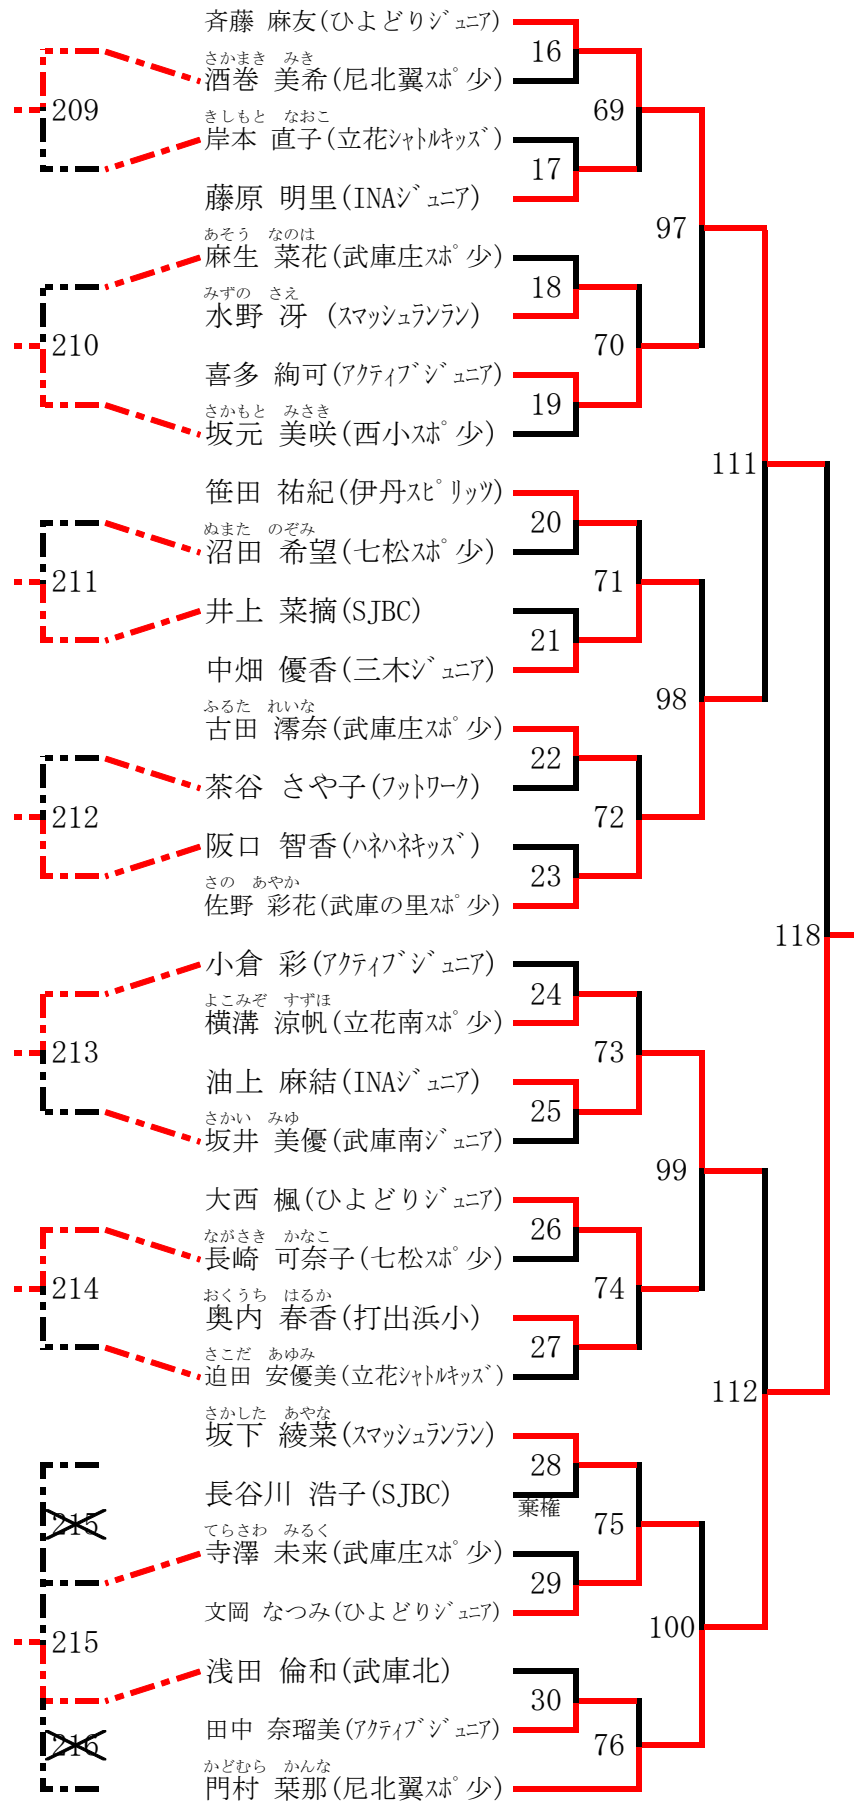 斉藤 麻友(ひよどりｼﾞｭﾆｱ)
16
さかまき みき
酒巻 美希(尼北翼ｽﾎﾟ少)
209
69
きしもと なおこ
岸本 直子(立花ｼｬﾄﾙｷｯｽﾞ)
17
藤原 明里(INAｼﾞｭﾆｱ)
97
あそう なのは
麻生 菜花(武庫庄ｽﾎﾟ少)
18
みずの さえ
水野 冴 (ｽﾏｯｼｭﾗﾝﾗﾝ)
210
70
喜多 絢可(ｱｸﾃｨﾌﾞｼﾞｭﾆｱ)
19
さかもと みさき
坂元 美咲(西小ｽﾎﾟ少)
111
笹田 祐紀(伊丹ｽﾋﾟﾘｯﾂ)
20
ぬまた のぞみ
沼田 希望(七松ｽﾎﾟ少)
211
71
井上 菜摘(SJBC)
21
中畑 優香(三木ｼﾞｭﾆｱ)
98
ふるた れいな
古田 澪奈(武庫庄ｽﾎﾟ少)
22
茶谷 さや子(ﾌｯﾄﾜｰｸ)
212
72
阪口 智香(ﾊﾈﾊﾈｷｯｽﾞ)
23
さの あやか
佐野 彩花(武庫の里ｽﾎﾟ少)
118
小倉 彩(ｱｸﾃｨﾌﾞｼﾞｭﾆｱ)
24
よこみぞ すずほ
横溝 涼帆(立花南ｽﾎﾟ少)
213
73
油上 麻結(INAｼﾞｭﾆｱ)
25
さかい みゆ
坂井 美優(武庫南ｼﾞｭﾆｱ)
99
大西 楓(ひよどりｼﾞｭﾆｱ)
26
ながさき かなこ
長崎 可奈子(七松ｽﾎﾟ少)
214
74
おくうち はるか
奥内 春香(打出浜小)
27
さこだ あゆみ
迫田 安優美(立花ｼｬﾄﾙｷｯｽﾞ)
112
さかした あやな
坂下 綾菜(ｽﾏｯｼｭﾗﾝﾗﾝ)
28
長谷川 浩子(SJBC)
棄権
215
75
てらさわ みるく
寺澤 未来(武庫庄ｽﾎﾟ少)
29
文岡 なつみ(ひよどりｼﾞｭﾆｱ)
215
100
浅田 倫和(武庫北)
30
田中 奈瑠美(ｱｸﾃｨﾌﾞｼﾞｭﾆｱ)
216
76
かどむら かんな
門村 栞那(尼北翼ｽﾎﾟ少)